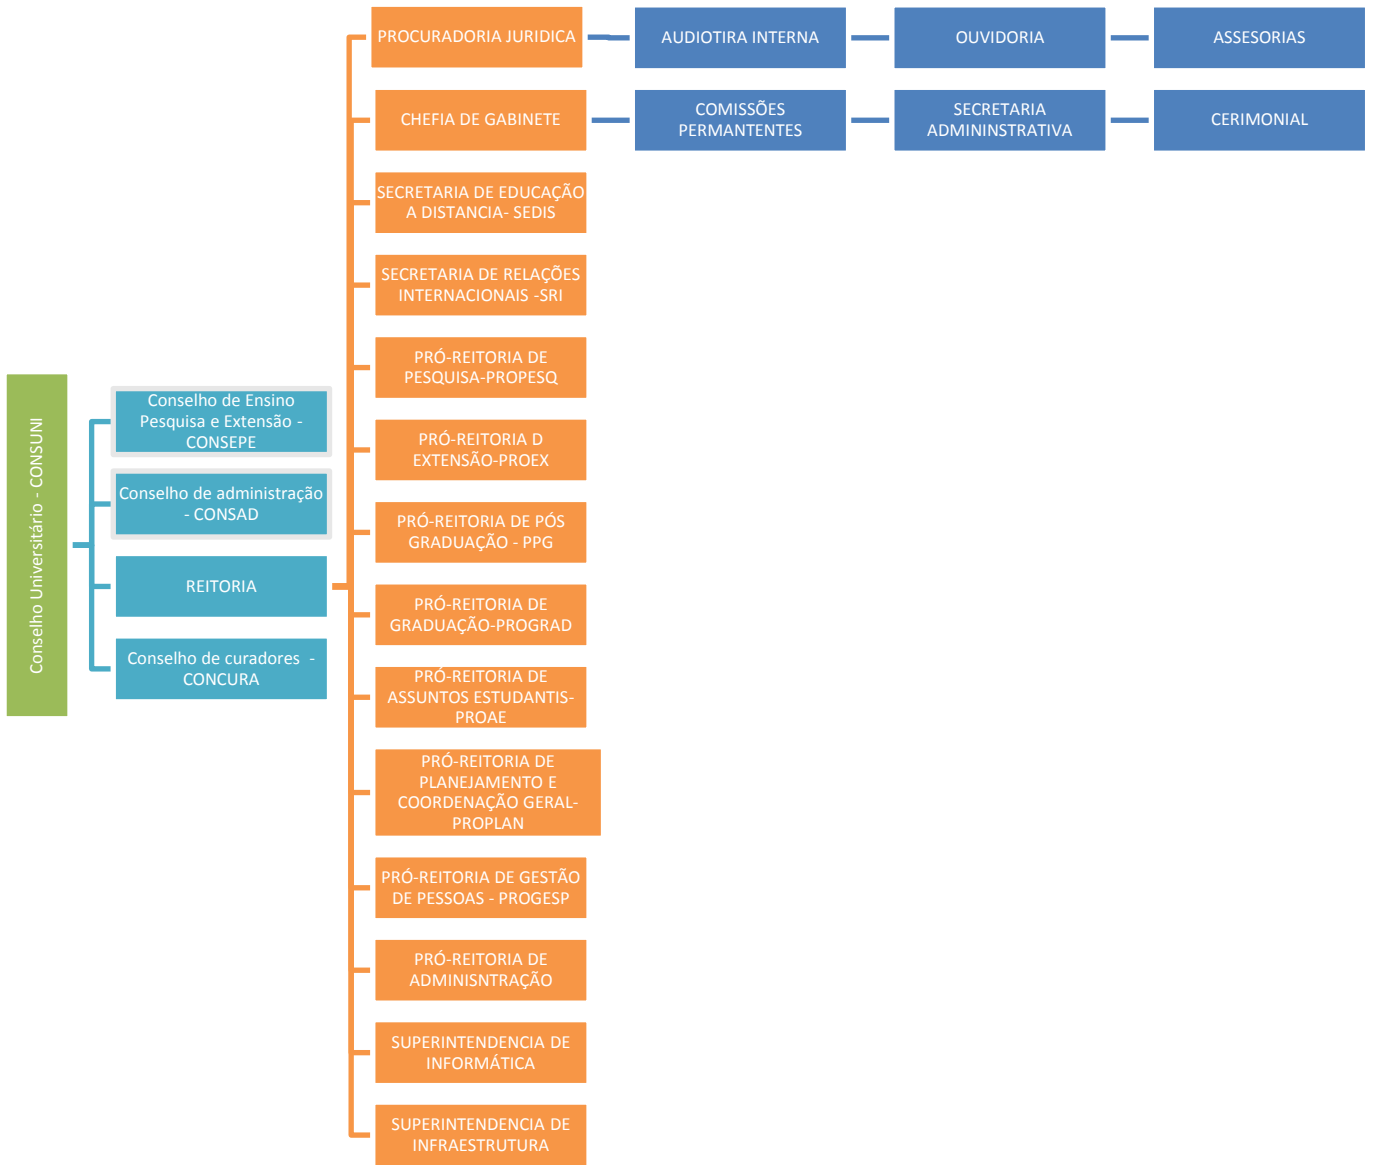 Conselho Universitário - CONSUNI
Conselho de Ensino
Pesquisa e Extensão -
CONSEPE
Conselho de administração
- CONSAD
REITORIA
Conselho de curadores -
CONCURA
PROCURADORIA JURIDICA
AUDIOTIRA INTERNA
OUVIDORIA
ASSESORIAS
CHEFIA DE GABINETE
COMISSÕES
PERMANTENTES
SECRETARIA
ADMININSTRATIVA
CERIMONIAL
SECRETARIA DE EDUCAÇÃO
A DISTANCIA- SEDIS
SECRETARIA DE RELAÇÕES
INTERNACIONAIS -SRI
PRÓ-REITORIA DE
PESQUISA-PROPESQ
PRÓ-REITORIA D
EXTENSÃO-PROEX
PRÓ-REITORIA DE PÓS
GRADUAÇÃO - PPG
PRÓ-REITORIA DE
GRADUAÇÃO-PROGRAD
PRÓ-REITORIA DE
ASSUNTOS ESTUDANTIS-
PROAE
PRÓ-REITORIA DE
PLANEJAMENTO E
COORDENAÇÃO GERAL-
PROPLAN
PRÓ-REITORIA DE GESTÃO
DE PESSOAS - PROGESP
PRÓ-REITORIA DE
ADMINISNTRAÇÃO
SUPERINTENDENCIA DE
INFORMÁTICA
SUPERINTENDENCIA DE
INFRAESTRUTURA